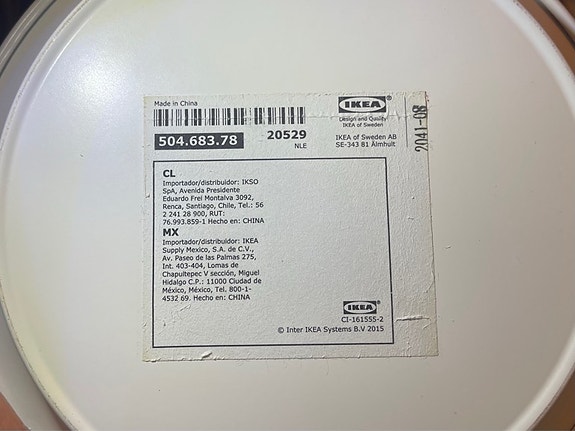 Made in China
504.683.78
20529
NLE
IKEA
Design and Quality
IKEA of Sweden
IKEA of Sweden AB
SE-343 81 Älmhult
2041-08
CL
Importador/distribuidor: IKSO
SpA, Avenida Presidente
Eduardo Frei Montalva 3092,
Renca, Santiago, Chile, Tel.: 56
2 241 28 900, RUT:
76.993.859-1 Hecho en: CHINA
MX
Importador/distribuidor: IKEA
Supply Mexico, S.A. de C.V.,
Av. Paseo de las Palmas 275,
Int. 403-404, Lomas de
Chapultepec V sección, Miguel
Hidalgo C.P.: 11000 Ciudad de
México, México, Tel. 800-1-
4532 69. Hecho en: CHINA
IKEA
CI-161555-2
© Inter IKEA Systems B.V 2015